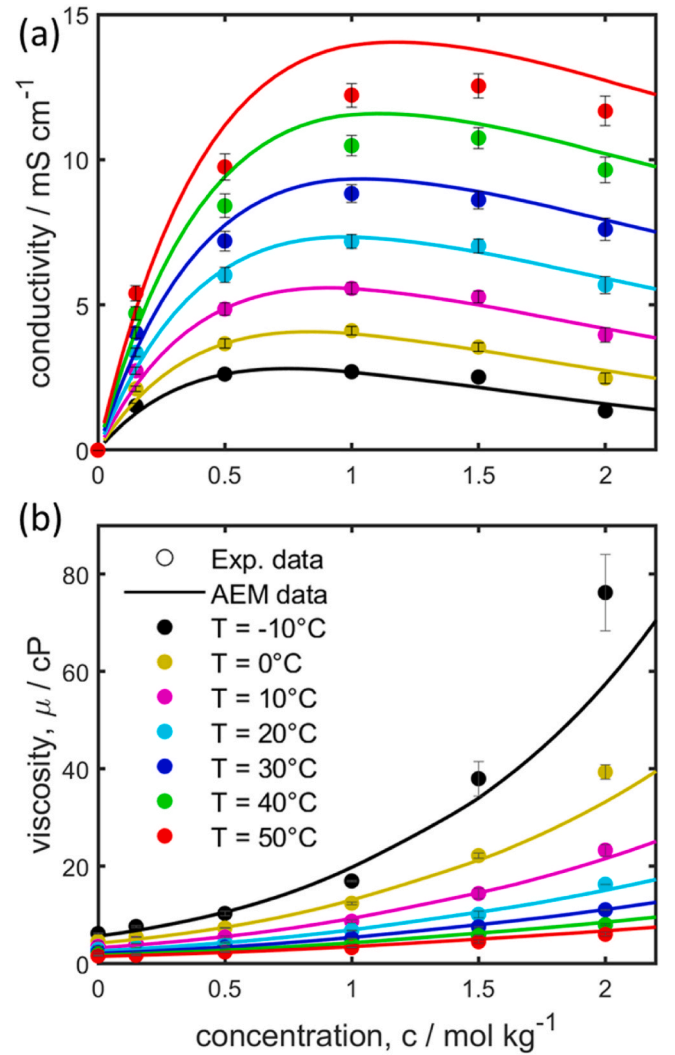 (a)
15
10
5
0
conductivity / mS cm⁻¹
0 0.5 1 1.5 2
(b)
80
60
40
20
0
viscosity, μ / cP
Exp. data
AEM data
T = -10°C
T = 0°C
T = 10°C
T = 20°C
T = 30°C
T = 40°C
T = 50°C
0 0.5 1 1.5 2
concentration, c / mol kg⁻¹